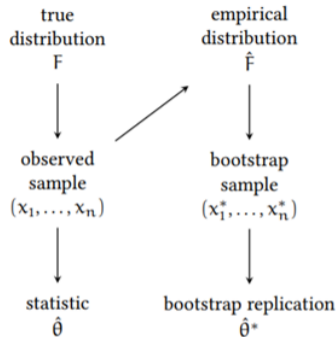 true
distribution
F
observed
sample
(x₁, . . . , xₙ)
statistic
θ̂
empirical
distribution
F̂
bootstrap
sample
(x₁*, . . . , xₙ*)
bootstrap replication
θ̂*